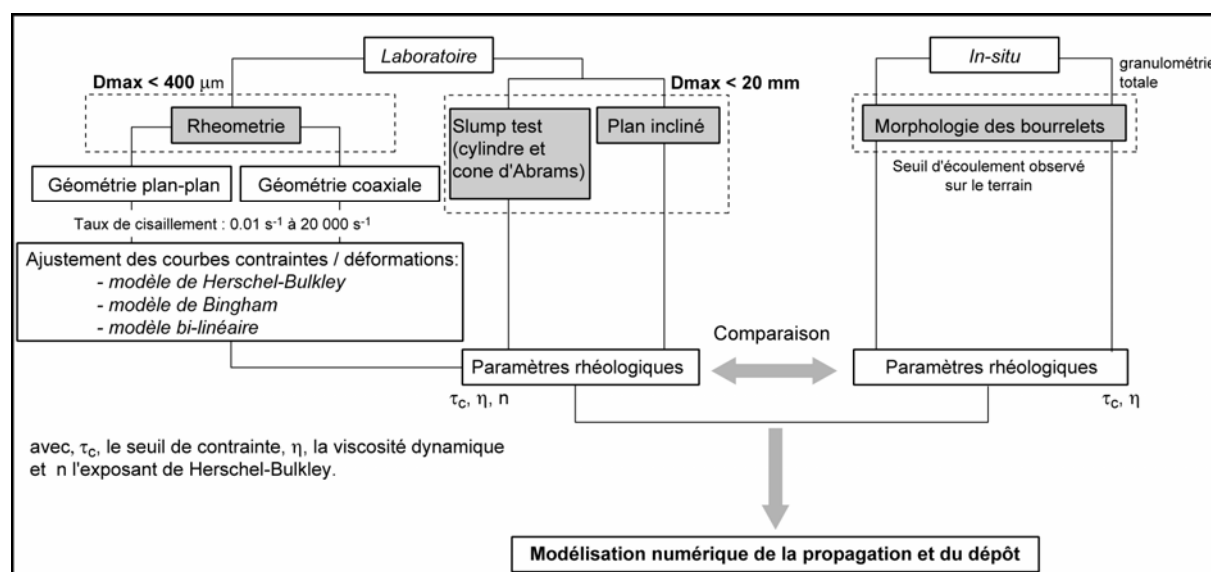 Laboratoire
In-situ
granulométrie
totale
Dmax < 400 μm
Dmax < 20 mm
Rheometrie
Slump test
(cylindre et
cone d'Abrams)
Plan incliné
Morphologie des bourrelets
Géométrie plan-plan
Géométrie coaxiale
Seuil d'écoulement observé
sur le terrain
Taux de cisaillement : 0.01 s-1 à 20 000 s-1
Ajustement des courbes contraintes / déformations:
- modèle de Herschel-Bulkley
- modèle de Bingham
- modèle bi-linéaire
Comparaison
Paramètres rhéologiques
Paramètres rhéologiques
τc, η, n
τc, η
avec, τc, le seuil de contrainte, η, la viscosité dynamique
et n l'exposant de Herschel-Bulkley.
Modélisation numérique de la propagation et du dépôt